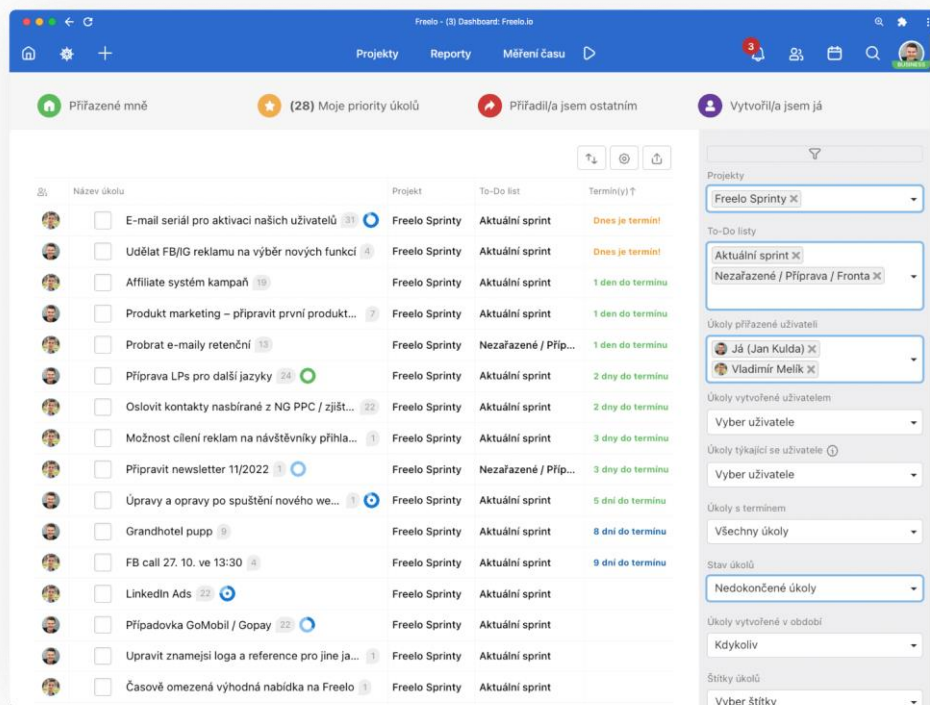 Freelo - (3) Dashboard: Freelo.io
Projekty Reporty Měření času 3 BUSINESS
Přiřazené mně (28) Moje priority úkolů Přiřadil/a jsem ostatním Vytvořil/a jsem já
Název úkolu Projekt To-Do list Termín(y)
E-mail seriál pro aktivaci našich uživatelů 31 Freelo Sprinty Aktuální sprint Dnes je termín!
Udělat FB/IG reklamu na výběr nových funkcí 4 Freelo Sprinty Aktuální sprint Dnes je termín!
Affiliate systém kampaň 19 Freelo Sprinty Aktuální sprint 1 den do termínu
Produkt marketing – připravit první produkt... 7 Freelo Sprinty Aktuální sprint 1 den do termínu
Probrat e-maily retenční 13 Freelo Sprinty Nezařazené / Příp... 1 den do termínu
Příprava LPs pro další jazyky 24 Freelo Sprinty Aktuální sprint 2 dny do termínu
Oslovit kontakty nasbírané z NG PPC / zjišt... 22 Freelo Sprinty Aktuální sprint 2 dny do termínu
Možnost cílení reklam na návštěvníky přihla... 1 Freelo Sprinty Aktuální sprint 3 dny do termínu
Připravit newsletter 11/2022 1 Freelo Sprinty Nezařazené / Příp... 3 dny do termínu
Úpravy a opravy po spuštění nového we... 1 Freelo Sprinty Aktuální sprint 5 dní do termínu
Grandhotel pupp 9 Freelo Sprinty Aktuální sprint 8 dní do termínu
FB call 27. 10. ve 13:30 4 Freelo Sprinty Aktuální sprint 9 dní do termínu
LinkedIn Ads 22 Freelo Sprinty Aktuální sprint
Případovka GoMobil / Gopay 22 Freelo Sprinty Aktuální sprint
Upravit znamejsi loga a reference pro jine ja... 1 Freelo Sprinty Aktuální sprint
Časově omezená výhodná nabídka na Freelo 1 Freelo Sprinty Aktuální sprint
Projekty
Freelo Sprinty
To-Do listy
Aktuální sprint
Nezařazené / Příprava / Fronta
Úkoly přiřazené uživateli
Já (Jan Kulda)
Vladimír Melík
Úkoly vytvořené uživatelem
Vyber uživatele
Úkoly týkající se uživatele
Vyber uživatele
Úkoly s termínem
Všechny úkoly
Stav úkolů
Nedokončené úkoly
Úkoly vytvořené v období
Kdykoliv
Štítky úkolů
Vyber štítky